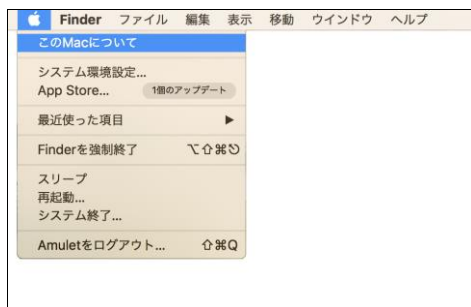 Finder ファイル 編集 表示 移動 ウインドウ ヘルプ
このMacについて
システム環境設定...
App Store... 1個のアップデート
最近使った項目 ▶
Finderを強制終了 ⌥⇧⌘⎋
スリープ
再起動...
システム終了...
Amuletをログアウト... ⇧⌘Q